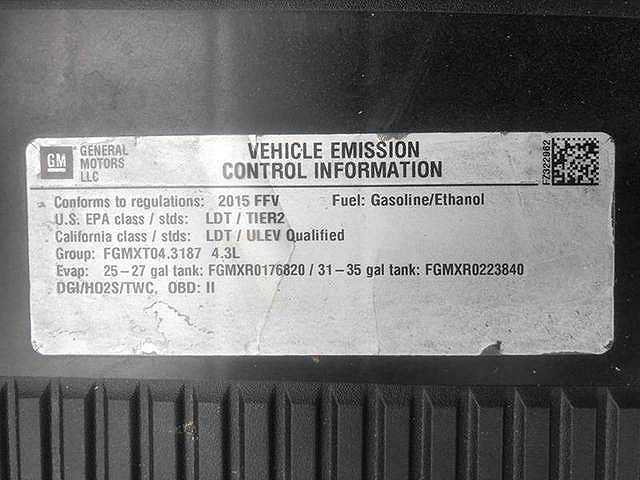 GM
GENERAL
MOTORS
LLC
VEHICLE EMISSION
CONTROL INFORMATION
FZ322982
Conforms to regulations: 2015 FFV Fuel: Gasoline/Ethanol
U.S. EPA class / stds: LDT / TIER2
California class / stds: LDT / ULEV Qualified
Group: FGMXT04.3187 4.3L
Evap: 25-27 gal tank: FGMXR0176820 / 31-35 gal tank: FGMXR0223840
DGI/HO2S/TWC, OBD: II